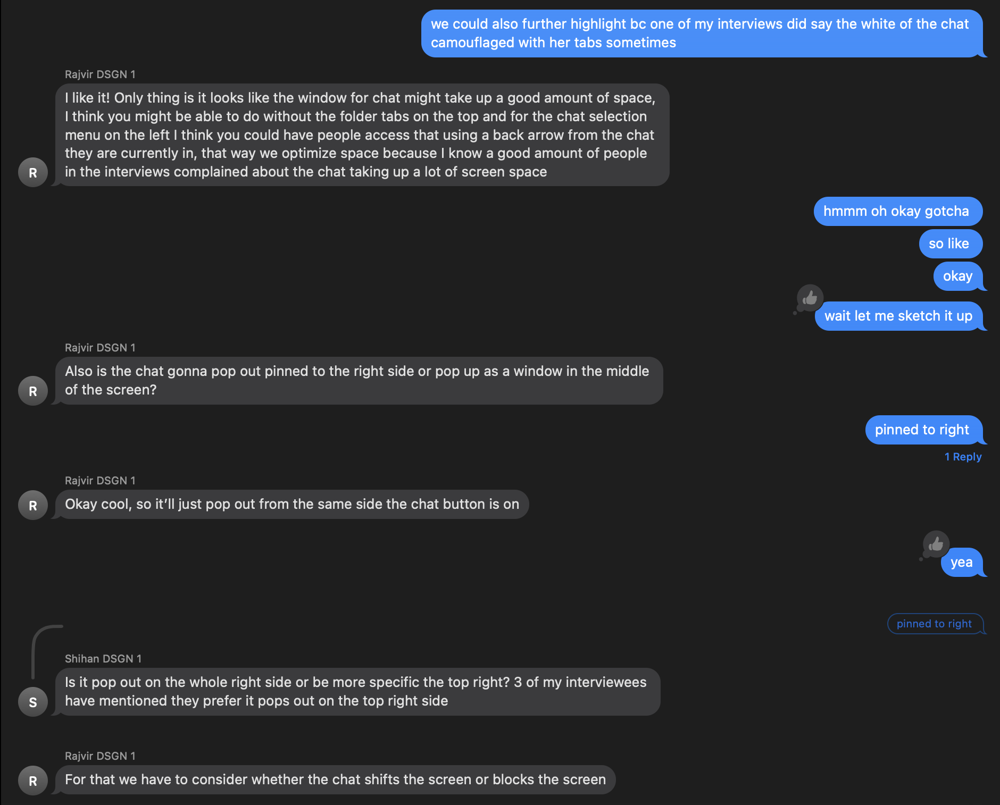 we could also further highlight bc one of my interviews did say the white of the chat
camouflaged with her tabs sometimes
Rajvir DSGN 1
I like it! Only thing is it looks like the window for chat might take up a good amount of space,
I think you might be able to do without the folder tabs on the top and for the chat selection
menu on the left I think you could have people access that using a back arrow from the chat
they are currently in, that way we optimize space because I know a good amount of people
in the interviews complained about the chat taking up a lot of screen space
R
hmmm oh okay gotcha
so like
okay
wait let me sketch it up
Rajvir DSGN 1
Also is the chat gonna pop out pinned to the right side or pop up as a window in the middle
of the screen?
R
pinned to right
1 Reply
Rajvir DSGN 1
Okay cool, so it’ll just pop out from the same side the chat button is on
R
yea
pinned to right
Shihan DSGN 1
Is it pop out on the whole right side or be more specific the top right? 3 of my interviewees
have mentioned they prefer it pops out on the top right side
S
Rajvir DSGN 1
For that we have to consider whether the chat shifts the screen or blocks the screen
R